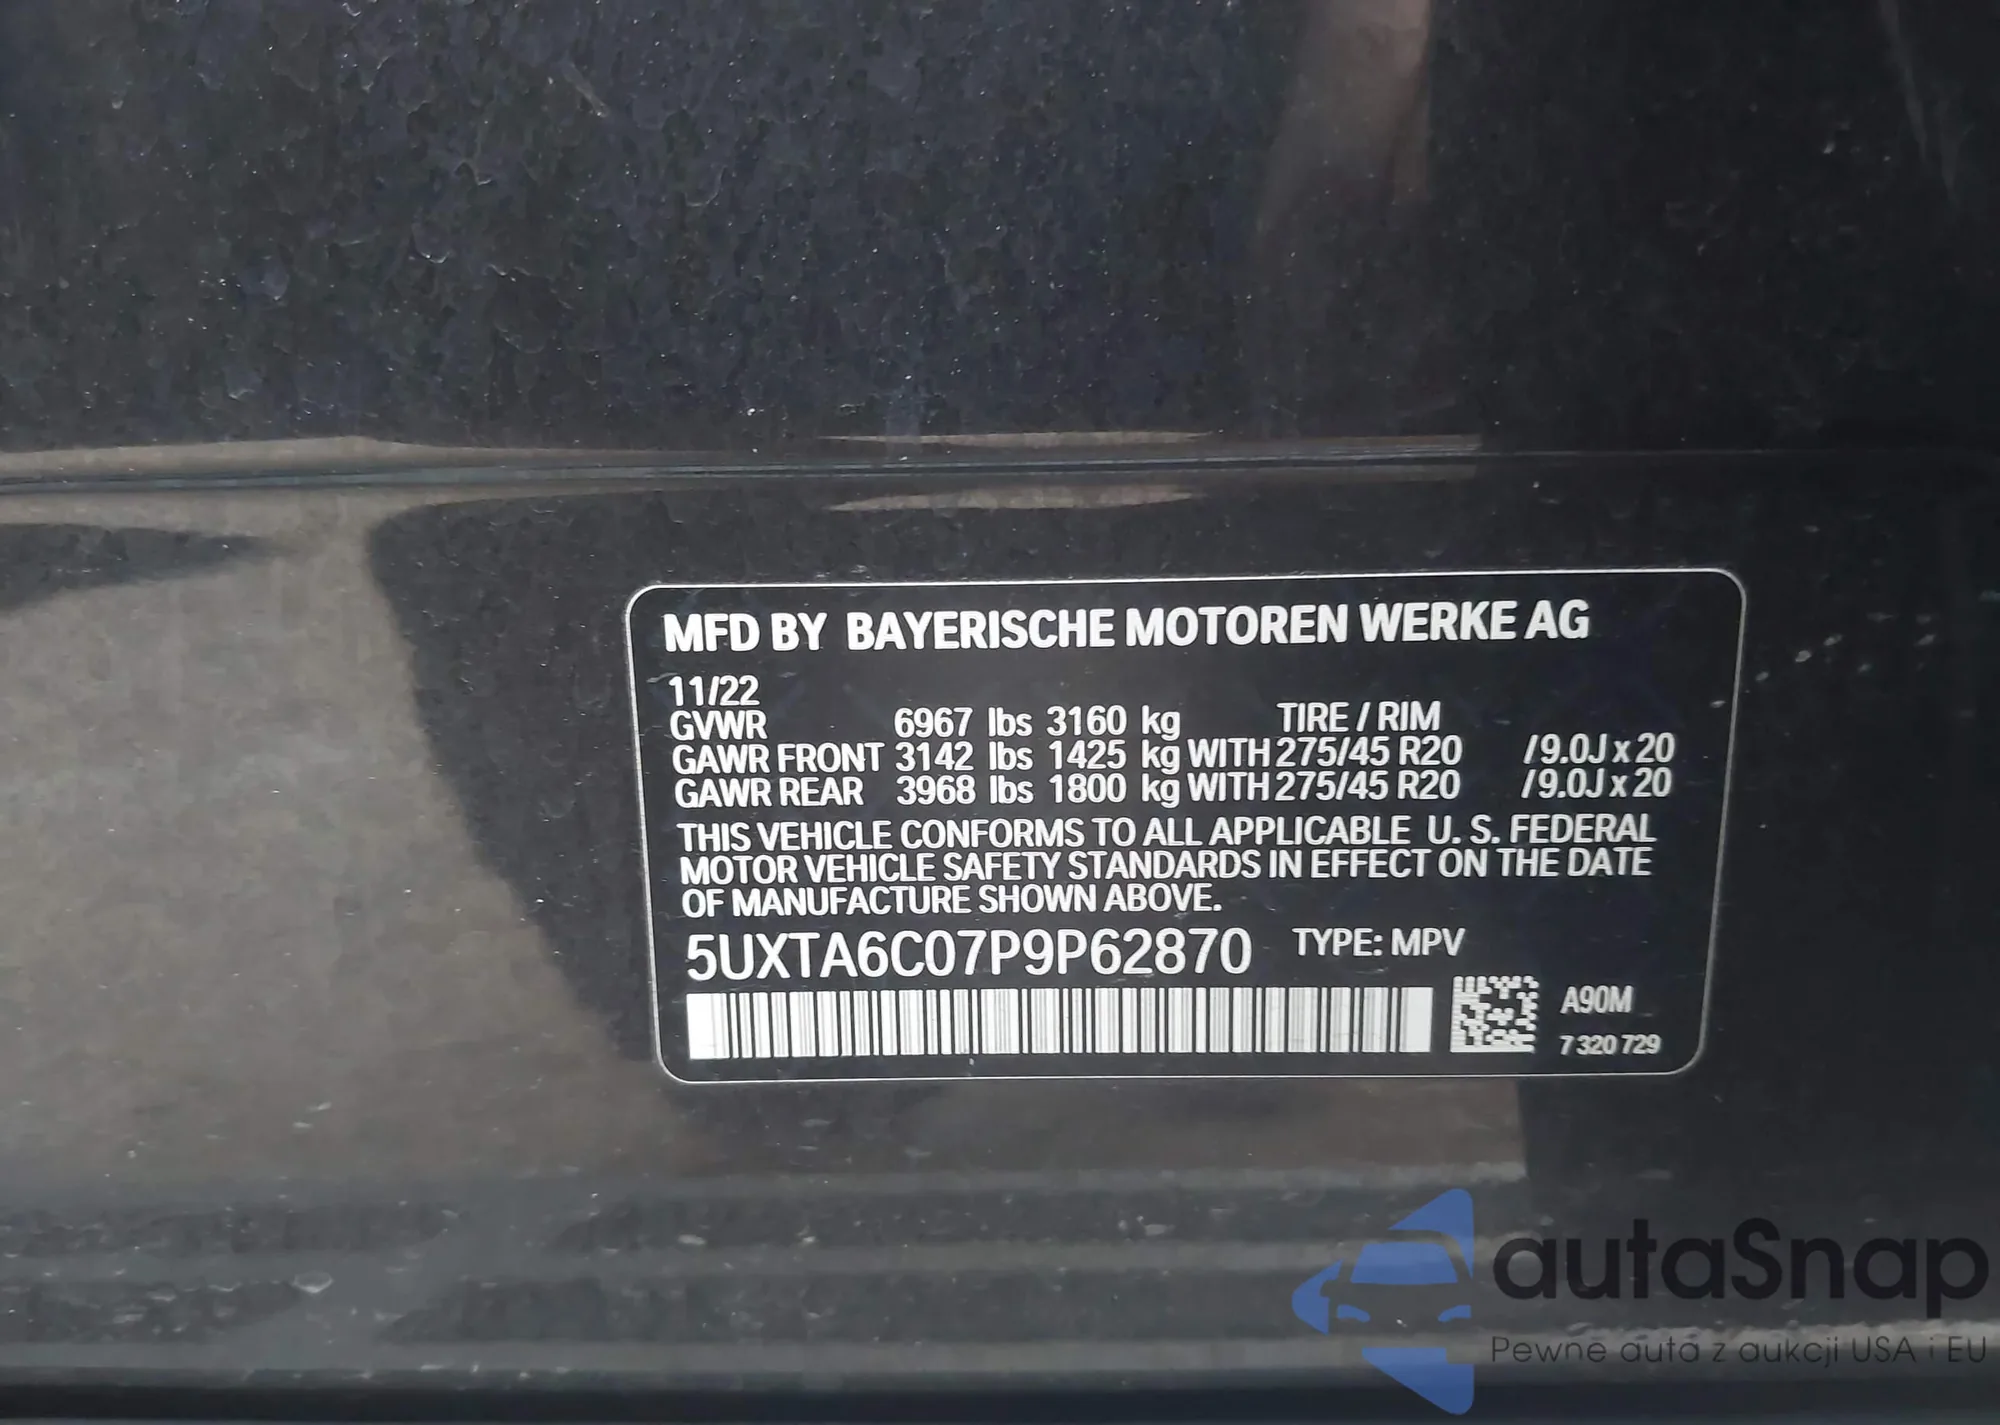 MFD BY BAYERISCHE MOTOREN WERKE AG
11/22
GVWR 6967 lbs 3160 kg TIRE / RIM
GAWR FRONT 3142 lbs 1425 kg WITH 275/45 R20 /9.0J x 20
GAWR REAR 3968 lbs 1800 kg WITH 275/45 R20 /9.0J x 20
THIS VEHICLE CONFORMS TO ALL APPLICABLE U. S. FEDERAL
MOTOR VEHICLE SAFETY STANDARDS IN EFFECT ON THE DATE
OF MANUFACTURE SHOWN ABOVE.
5UXTA6C07P9P62870 TYPE: MPV
A90M
7 320 729
autaSnap
Pewne auta z aukcji USA i EU